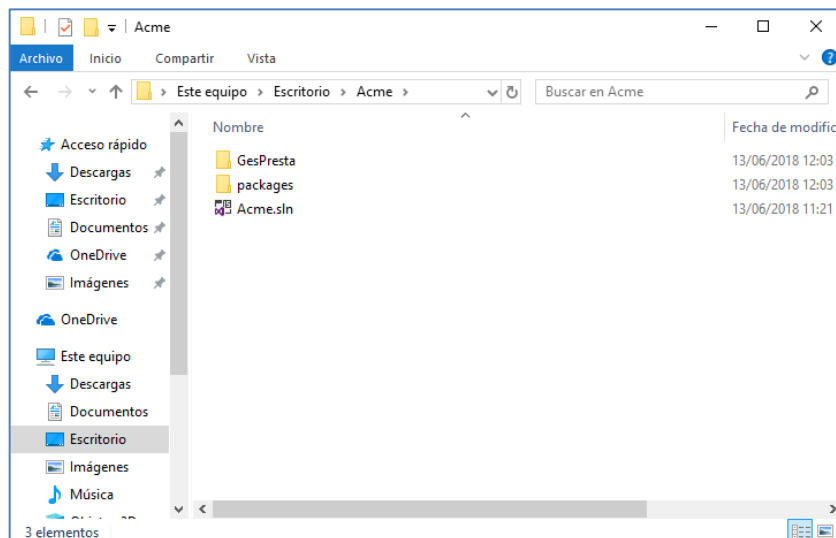 Acme
Archivo Inicio Compartir Vista
Este equipo Escritorio Acme Buscar en Acme
Nombre Fecha de modific
Acceso rápido
Descargas
Escritorio
Documentos
OneDrive
Imágenes
OneDrive
Este equipo
Descargas
Documentos
Escritorio
Imágenes
Música
GesPresta 13/06/2018 12:03
packages 13/06/2018 12:03
Acme.sln 13/06/2018 11:21
3 elementos